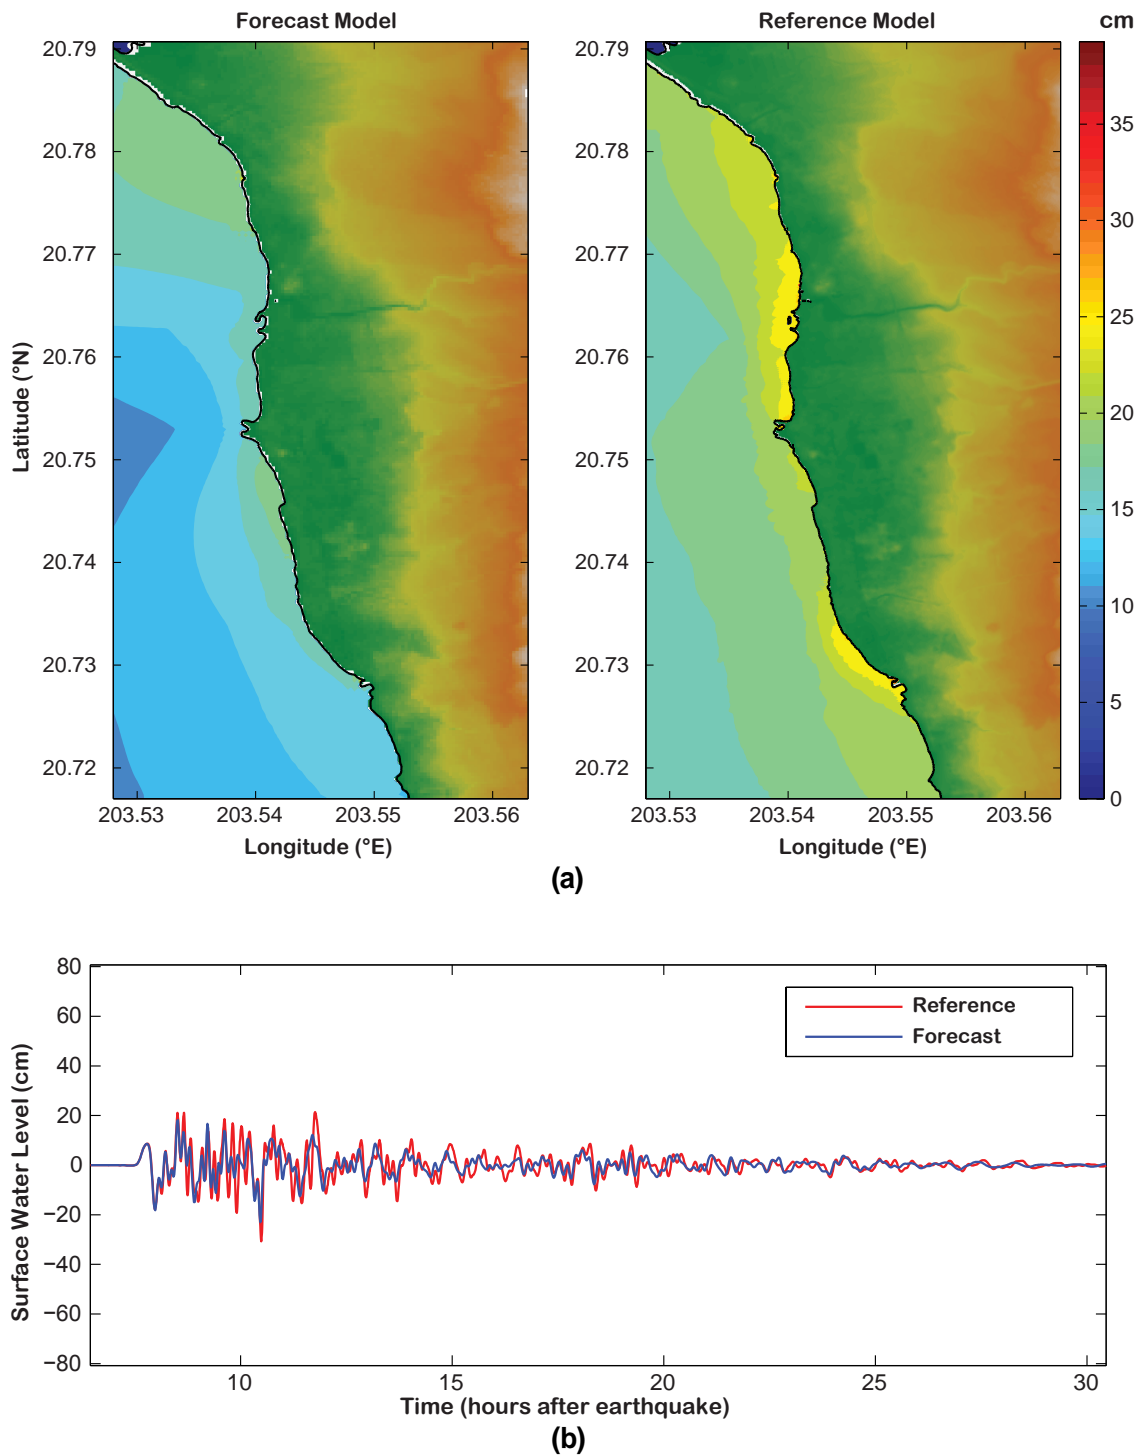 Forecast Model
Reference Model
cm
20.79
20.78
20.77
20.76
20.75
20.74
20.73
20.72
Latitude (°N)
203.53 203.54 203.55 203.56
Longitude (°E)
20.79
20.78
20.77
20.76
20.75
20.74
20.73
20.72
203.53 203.54 203.55 203.56
Longitude (°E)
35
30
25
20
15
10
5
0
(a)
80
60
40
20
0
−20
−40
−60
−80
Surface Water Level (cm)
Reference
Forecast
10 15 20 25 30
Time (hours after earthquake)
(b)